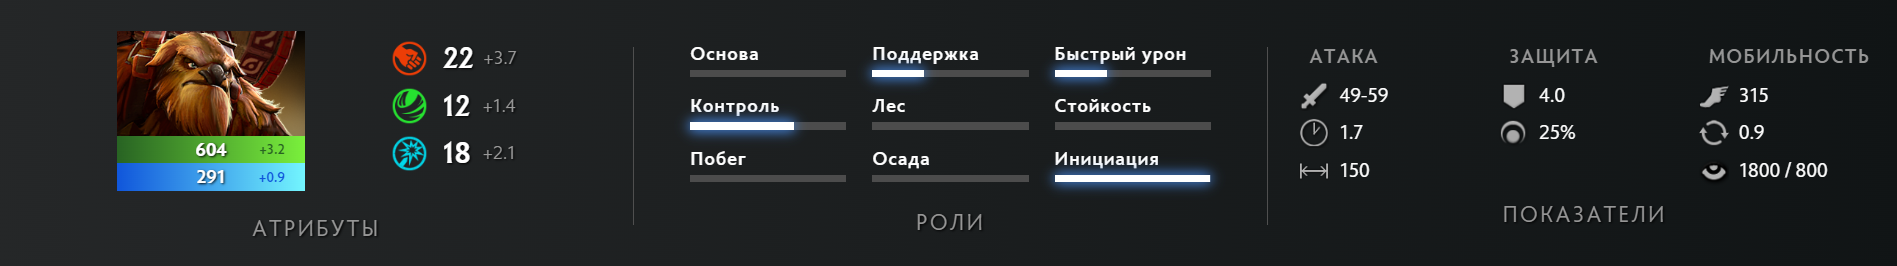 604 +3.2
291 +0.9
22 +3.7
12 +1.4
18 +2.1
АТРИБУТЫ
Основа Поддержка Быстрый урон
Контроль Лес Стойкость
Побег Осада Инициация
РОЛИ
АТАКА ЗАЩИТА МОБИЛЬНОСТЬ
49-59 4.0 315
1.7 25% 0.9
150 1800 / 800
ПОКАЗАТЕЛИ